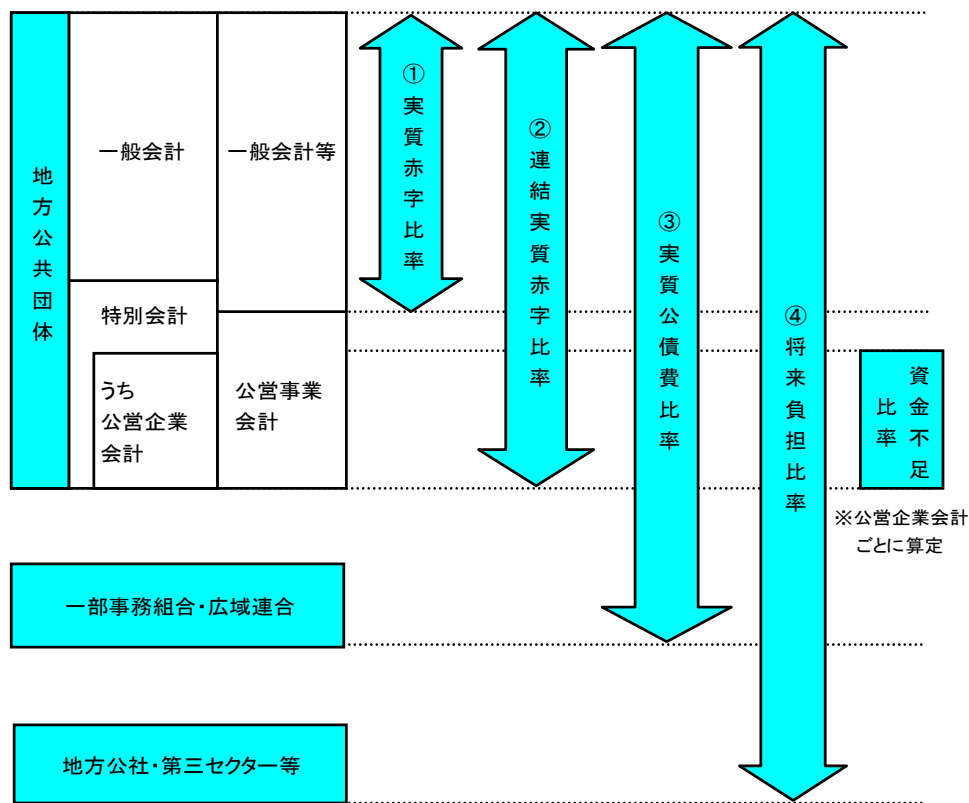 地方公共団体
一般会計
一般会計等
特別会計
うち
公営企業
会計
公営事業
会計
①実質赤字比率
②連結実質赤字比率
③実質公債費比率
④将来負担比率
資金不足
比率
※公営企業会計
ごとに算定
一部事務組合・広域連合
地方公社・第三セクター等